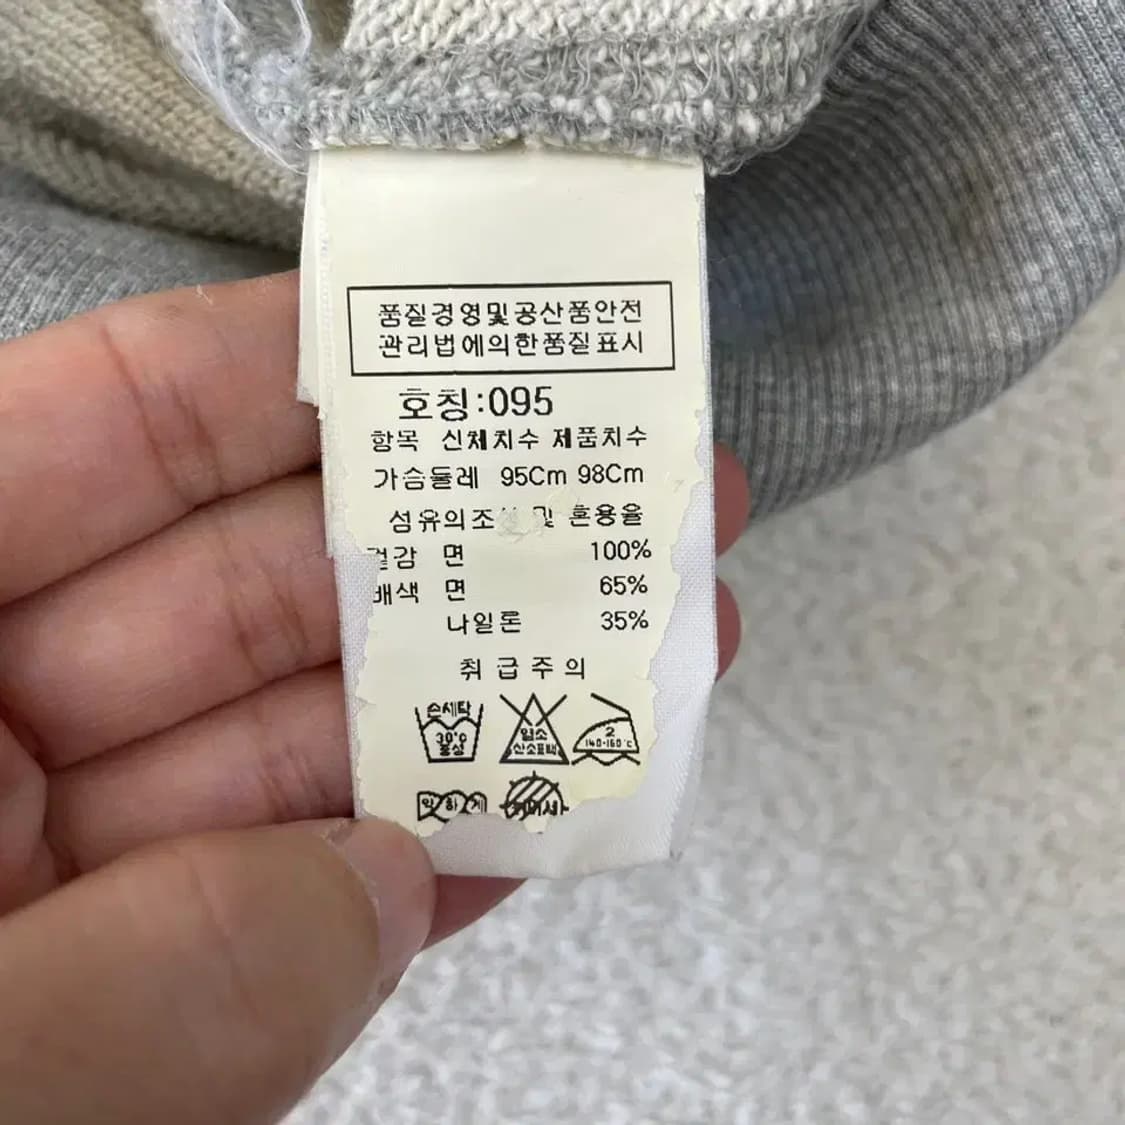 품질경영및공산품안전
관리법에의한품질표시
호칭:095
항목 신체치수 제품치수
가슴둘레 95Cm 98Cm
섬유의조성 및 혼용율
겉감 면 100%
배색 면 65%
나일론 35%
취급주의
손세탁 염소 2
30°C 산소표백 140-160°C
중성
약하게